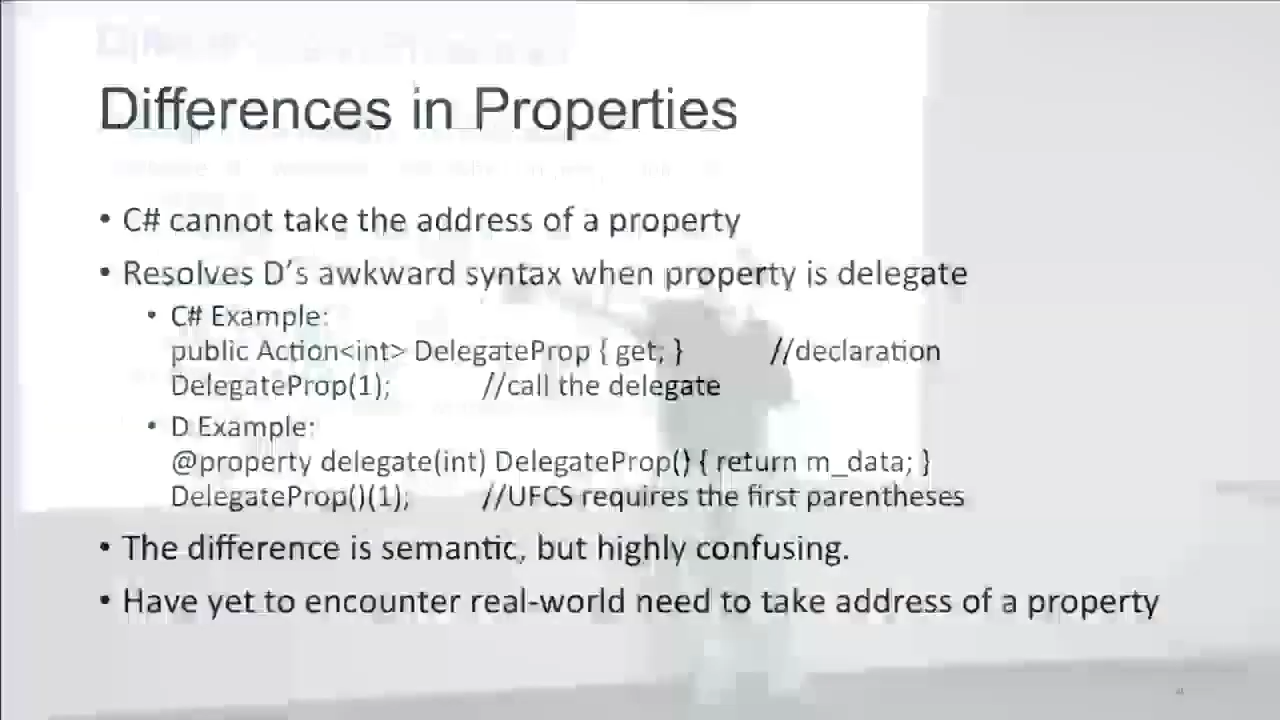 Differences in Properties
• C# cannot take the address of a property
• Resolves D's awkward syntax when property is delegate
• C# Example:
public Action<int> DelegateProp { get; } //declaration
DelegateProp(1); //call the delegate
• D Example:
@property delegate(int) DelegateProp() { return m_data; }
DelegateProp()(1); //UFCS requires the first parentheses
• The difference is semantic, but highly confusing.
• Have yet to encounter real-world need to take address of a property